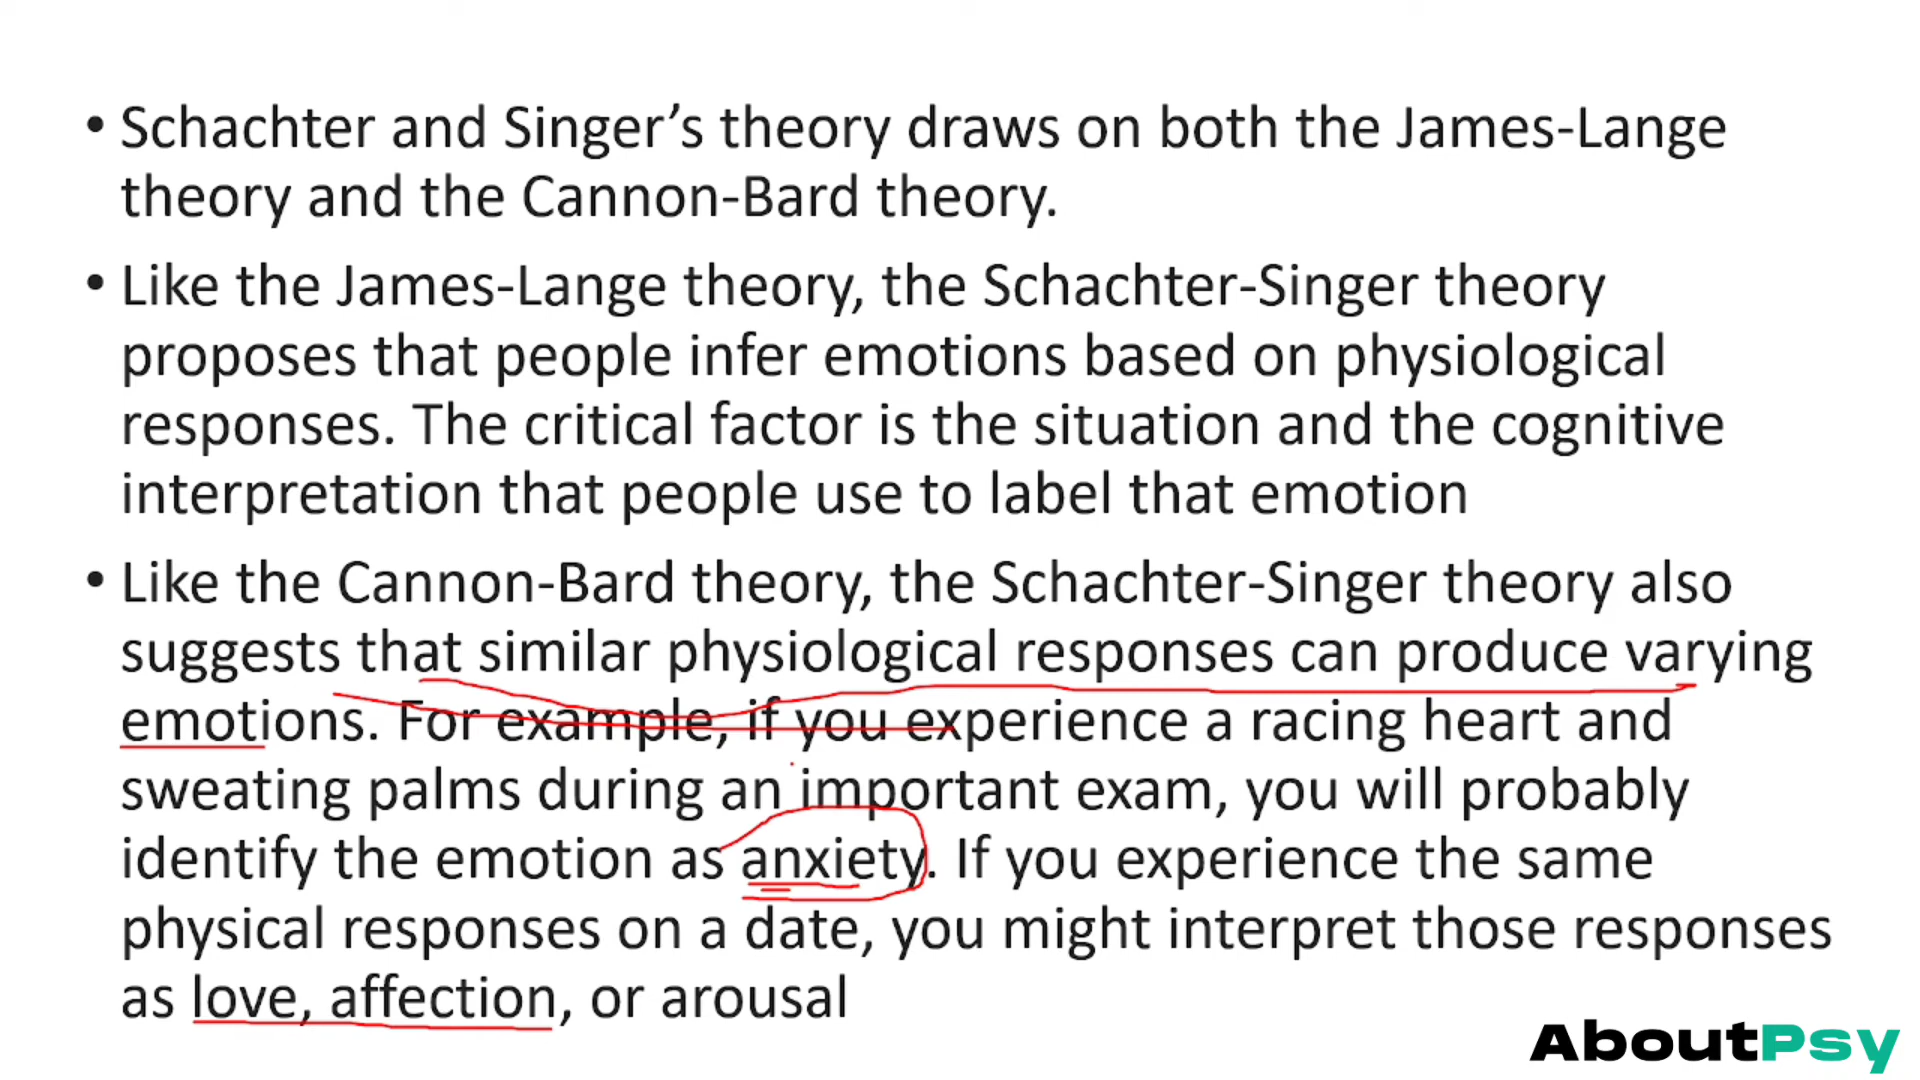 • Schachter and Singer’s theory draws on both the James-Lange
theory and the Cannon-Bard theory.
• Like the James-Lange theory, the Schachter-Singer theory
proposes that people infer emotions based on physiological
responses. The critical factor is the situation and the cognitive
interpretation that people use to label that emotion
• Like the Cannon-Bard theory, the Schachter-Singer theory also
suggests that similar physiological responses can produce varying
emotions. For example, if you experience a racing heart and
sweating palms during an important exam, you will probably
identify the emotion as anxiety. If you experience the same
physical responses on a date, you might interpret those responses
as love, affection, or arousal
AboutPsy